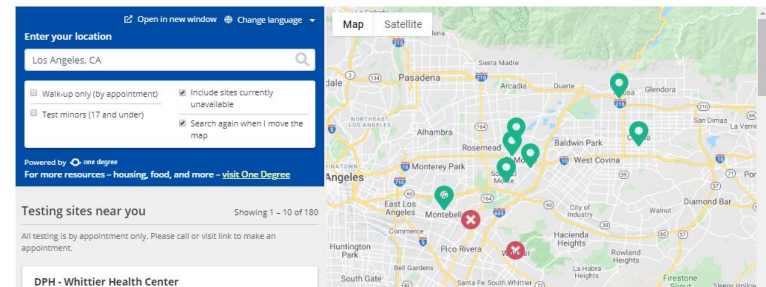 Open in new window Change language
Enter your location
Los Angeles, CA
Walk-up only (by appointment)
Include sites currently unavailable
Test minors (17 and under)
Search again when I move the map
Powered by one degree
For more resources – housing, food, and more – visit One Degree
Testing sites near you
Showing 1 – 10 of 180
All testing is by appointment only. Please call or visit link to make an
appointment.
DPH - Whittier Health Center
Map Satellite
Sierra Madre
Pasadena
Arcadia
Duarte
Glendora
San Dimas
NORTHEAST
LOS ANGELES
Alhambra
Rosemead
Baldwin Park
Monterey Park
West Covina
Angeles
East Los
Angeles
Montebell
City of
Industry
Walnut
Diamond Bar
Commerce
Hacienda
Heights
Huntington
Park
Pico Rivera
Rowland
Heights
Bell Gardens
La Habra
Heights
South Gate
Santa Fe South Whittier
Firestone